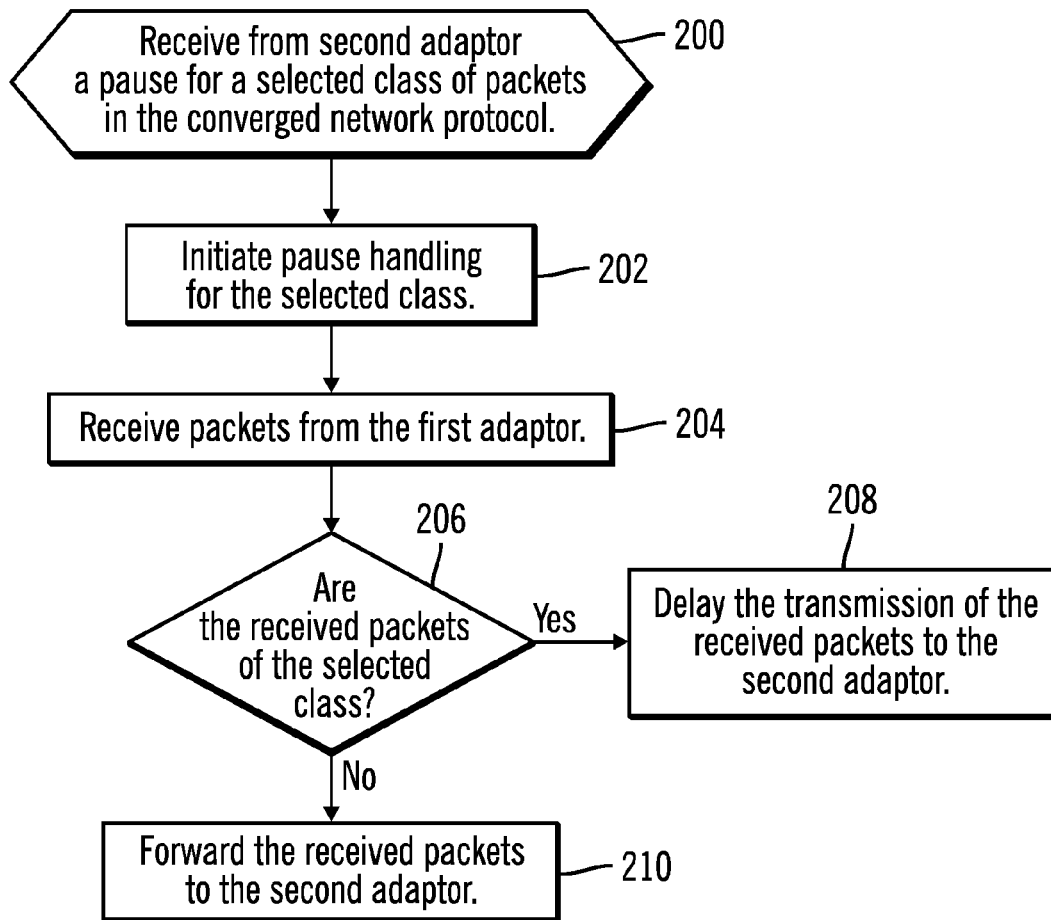 Receive from second adaptor
a pause for a selected class of packets
in the converged network protocol.
200
Initiate pause handling
for the selected class.
202
Receive packets from the first adaptor.
204
206
Are
the received packets
of the selected
class?
Yes
208
Delay the transmission of the
received packets to the
second adaptor.
No
Forward the received packets
to the second adaptor.
210